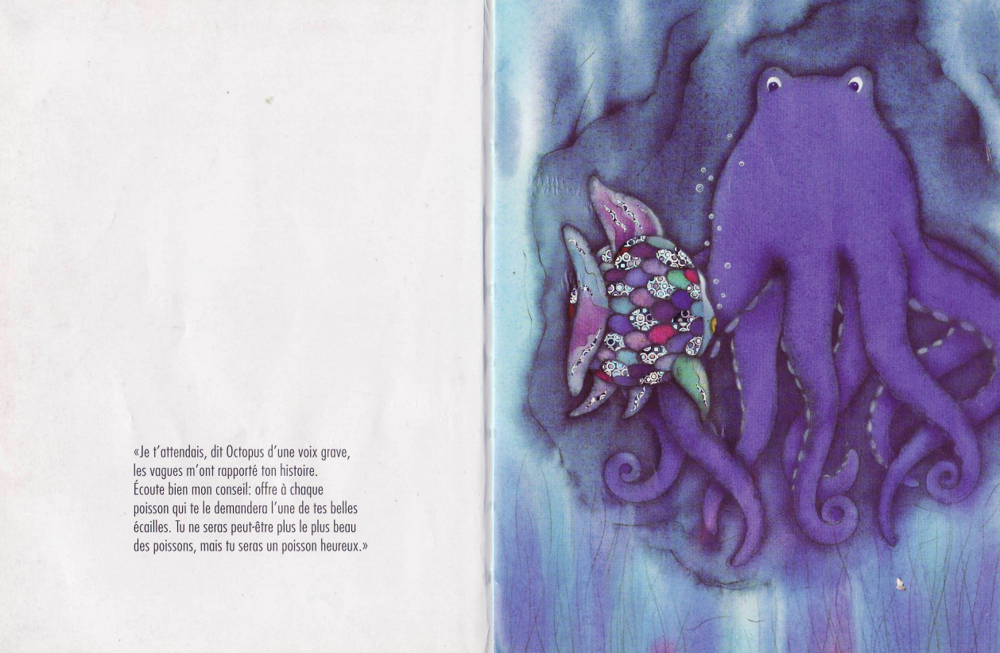 «Je t’attendais, dit Octopus d’une voix grave,
les vagues m’ont rapporté ton histoire.
Écoute bien mon conseil: offre à chaque
poisson qui te le demandera l’une de tes belles
écailles. Tu ne seras peut-être plus le plus beau
des poissons, mais tu seras un poisson heureux.»